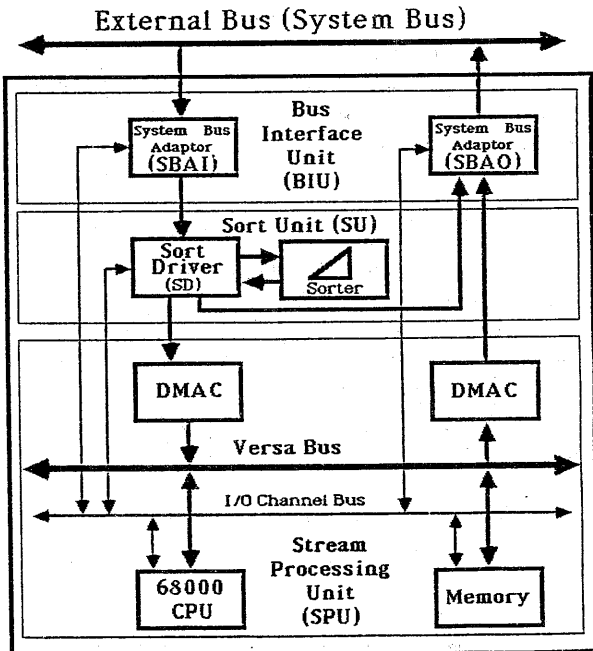 External Bus (System Bus)
System Bus
Adaptor
(SBAI)
Bus
Interface
Unit
(BIU)
System Bus
Adaptor
(SBAO)
Sort Unit (SU)
Sort
Driver
(SD)
Sorter
DMAC
DMAC
Versa Bus
I/O Channel Bus
68000
CPU
Stream
Processing
Unit
(SPU)
Memory